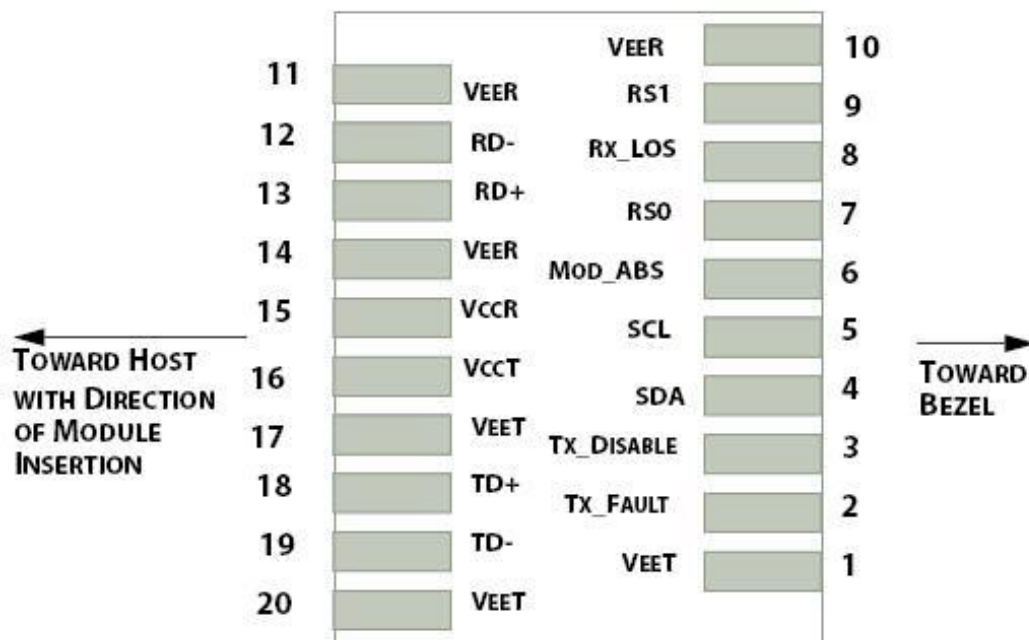 VEER 10
11 VEER
RS1 9
12 RD-
RX_LOS 8
13 RD+
RS0 7
14 VEER
MOD_ABS 6
15 VCCR
SCL 5
16 VCCT
SDA 4
17 VEET
TX_DISABLE 3
18 TD+
TX_FAULT 2
19 TD-
VEET 1
20 VEET
TOWARD HOST
WITH DIRECTION
OF MODULE
INSERTION
TOWARD
BEZEL